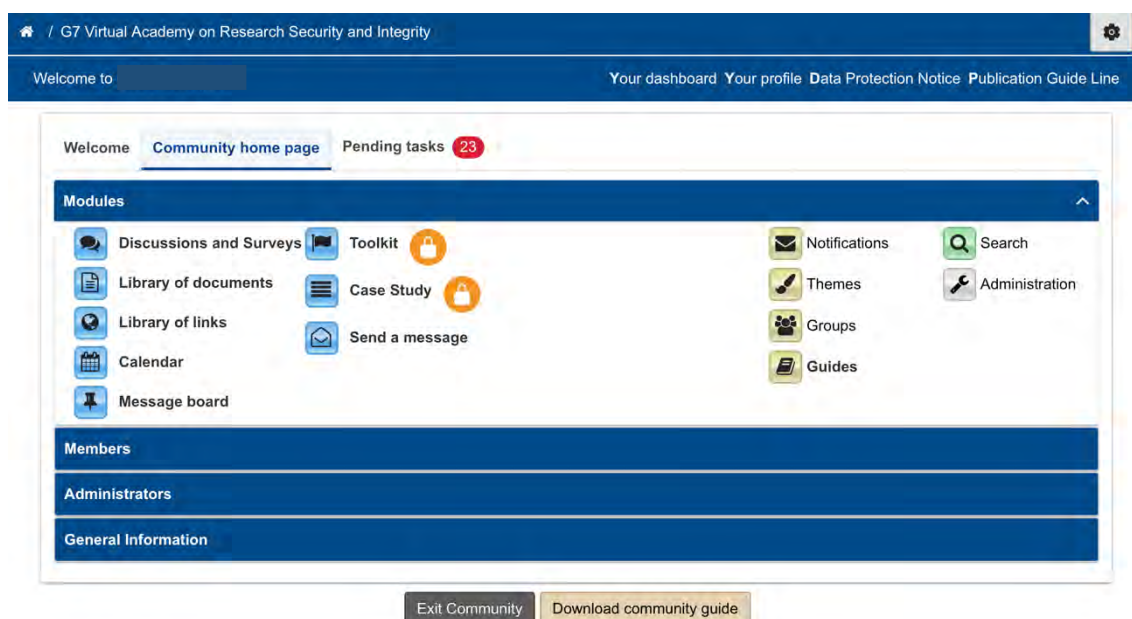 / G7 Virtual Academy on Research Security and Integrity
Welcome to
Your dashboard Your profile Data Protection Notice Publication Guide Line
Welcome Community home page Pending tasks 23
Modules
Discussions and Surveys
Library of documents
Library of links
Calendar
Message board
Toolkit
Case Study
Send a message
Notifications
Themes
Groups
Guides
Search
Administration
Members
Administrators
General Information
Exit Community Download community guide